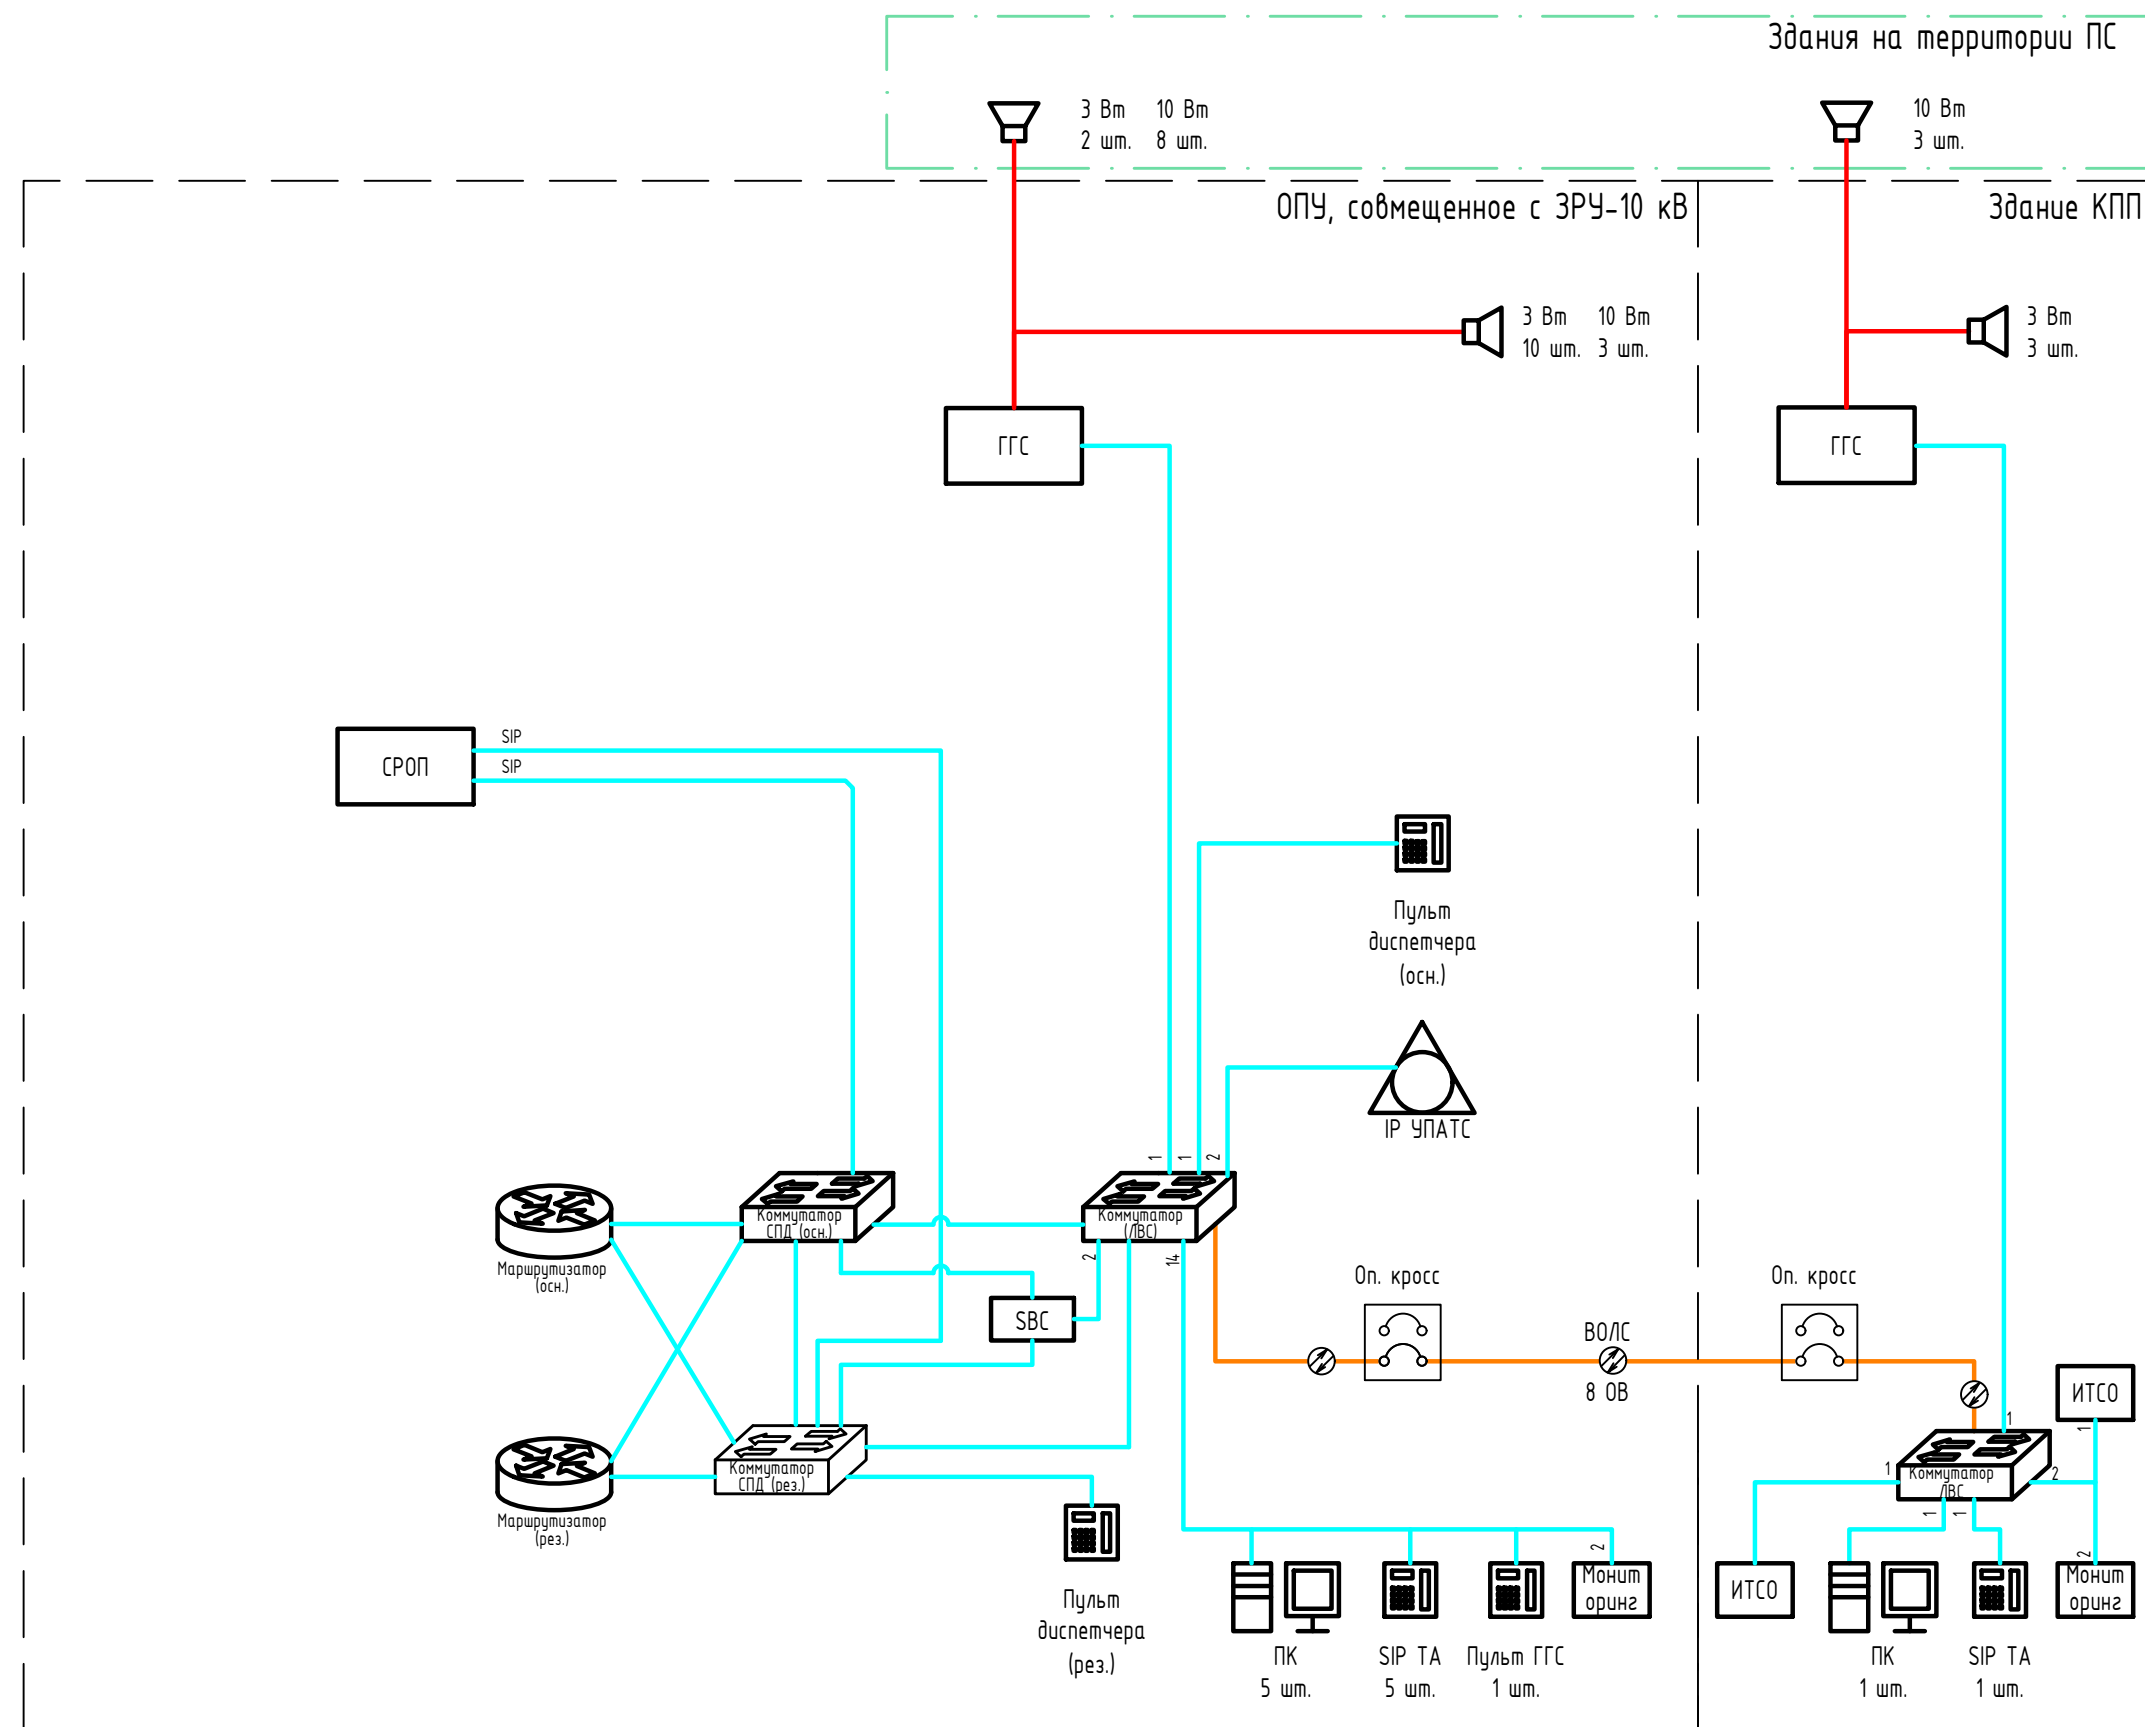 Здания на территории ПС
3 Вт 10 Вт
2 шт. 8 шт.
10 Вт
3 шт.
ОПУ, совмещенное с ЗРУ-10 кВ
Здание КПП
3 Вт 10 Вт
10 шт. 3 шт.
3 Вт
3 шт.
ГГС
ГГС
СРОП
SIP
SIP
Пульт
диспетчера
(осн.)
IP УПАТС
1
1
2
Коммутатор
СПД (осн.)
Коммутатор
(ЛВС)
Маршрутизатор
(осн.)
2
14
SBC
Оп. кросс
Оп. кросс
ВОЛС
8 ОВ
ИТСО
1
1
Коммутатор
СПД (рез.)
Маршрутизатор
(рез.)
1
Коммутатор
ЛВС
2
1
1
2
2
Пульт
диспетчера
(рез.)
Монит
оринг
ИТСО
Монит
оринг
ПК
5 шт.
SIP ТА
5 шт.
Пульт ГГС
1 шт.
ПК
1 шт.
SIP ТА
1 шт.